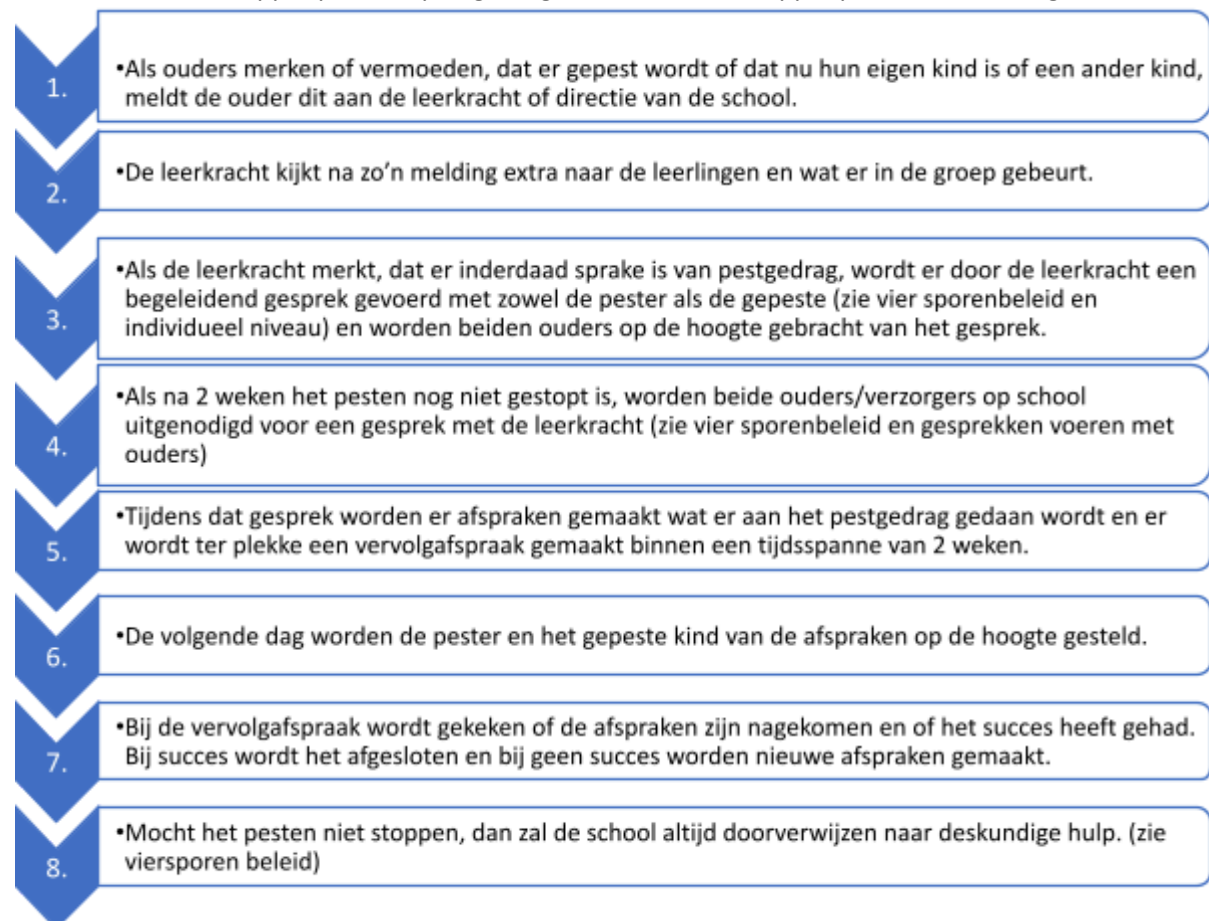 1.
•Als ouders merken of vermoeden, dat er gepest wordt of dat nu hun eigen kind is of een ander kind,
meldt de ouder dit aan de leerkracht of directie van de school.
2.
•De leerkracht kijkt na zo'n melding extra naar de leerlingen en wat er in de groep gebeurt.
3.
•Als de leerkracht merkt, dat er inderdaad sprake is van pestgedrag, wordt er door de leerkracht een
begeleidend gesprek gevoerd met zowel de pester als de gepeste (zie vier sporenbeleid en
individueel niveau) en worden beiden ouders op de hoogte gebracht van het gesprek.
4.
•Als na 2 weken het pesten nog niet gestopt is, worden beide ouders/verzorgers op school
uitgenodigd voor een gesprek met de leerkracht (zie vier sporenbeleid en gesprekken voeren met
ouders)
5.
•Tijdens dat gesprek worden er afspraken gemaakt wat er aan het pestgedrag gedaan wordt en er
wordt ter plekke een vervolgafspraak gemaakt binnen een tijdsspanne van 2 weken.
6.
•De volgende dag worden de pester en het gepeste kind van de afspraken op de hoogte gesteld.
7.
•Bij de vervolgafspraak wordt gekeken of de afspraken zijn nagekomen en of het succes heeft gehad.
Bij succes wordt het afgesloten en bij geen succes worden nieuwe afspraken gemaakt.
8.
•Mocht het pesten niet stoppen, dan zal de school altijd doorverwijzen naar deskundige hulp. (zie
viersporen beleid)